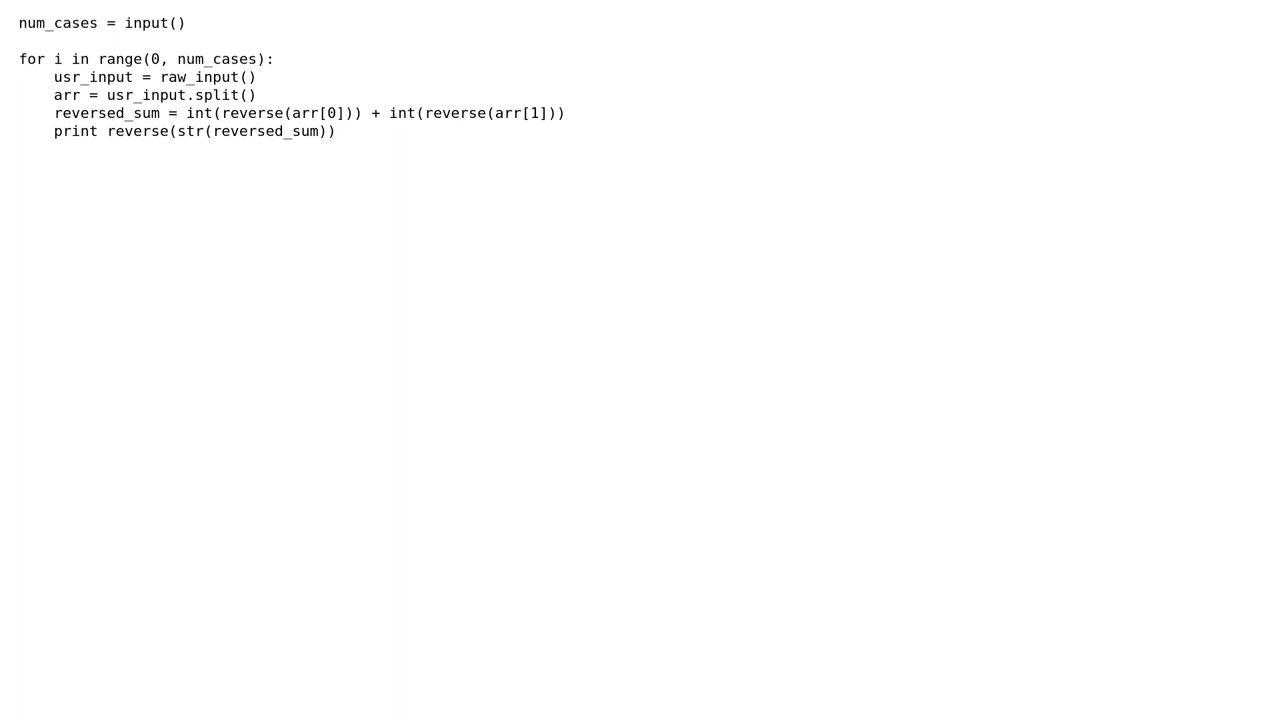 num_cases = input()

for i in range(0, num_cases):
    usr_input = raw_input()
    arr = usr_input.split()
    reversed_sum = int(reverse(arr[0])) + int(reverse(arr[1]))
    print reverse(str(reversed_sum))